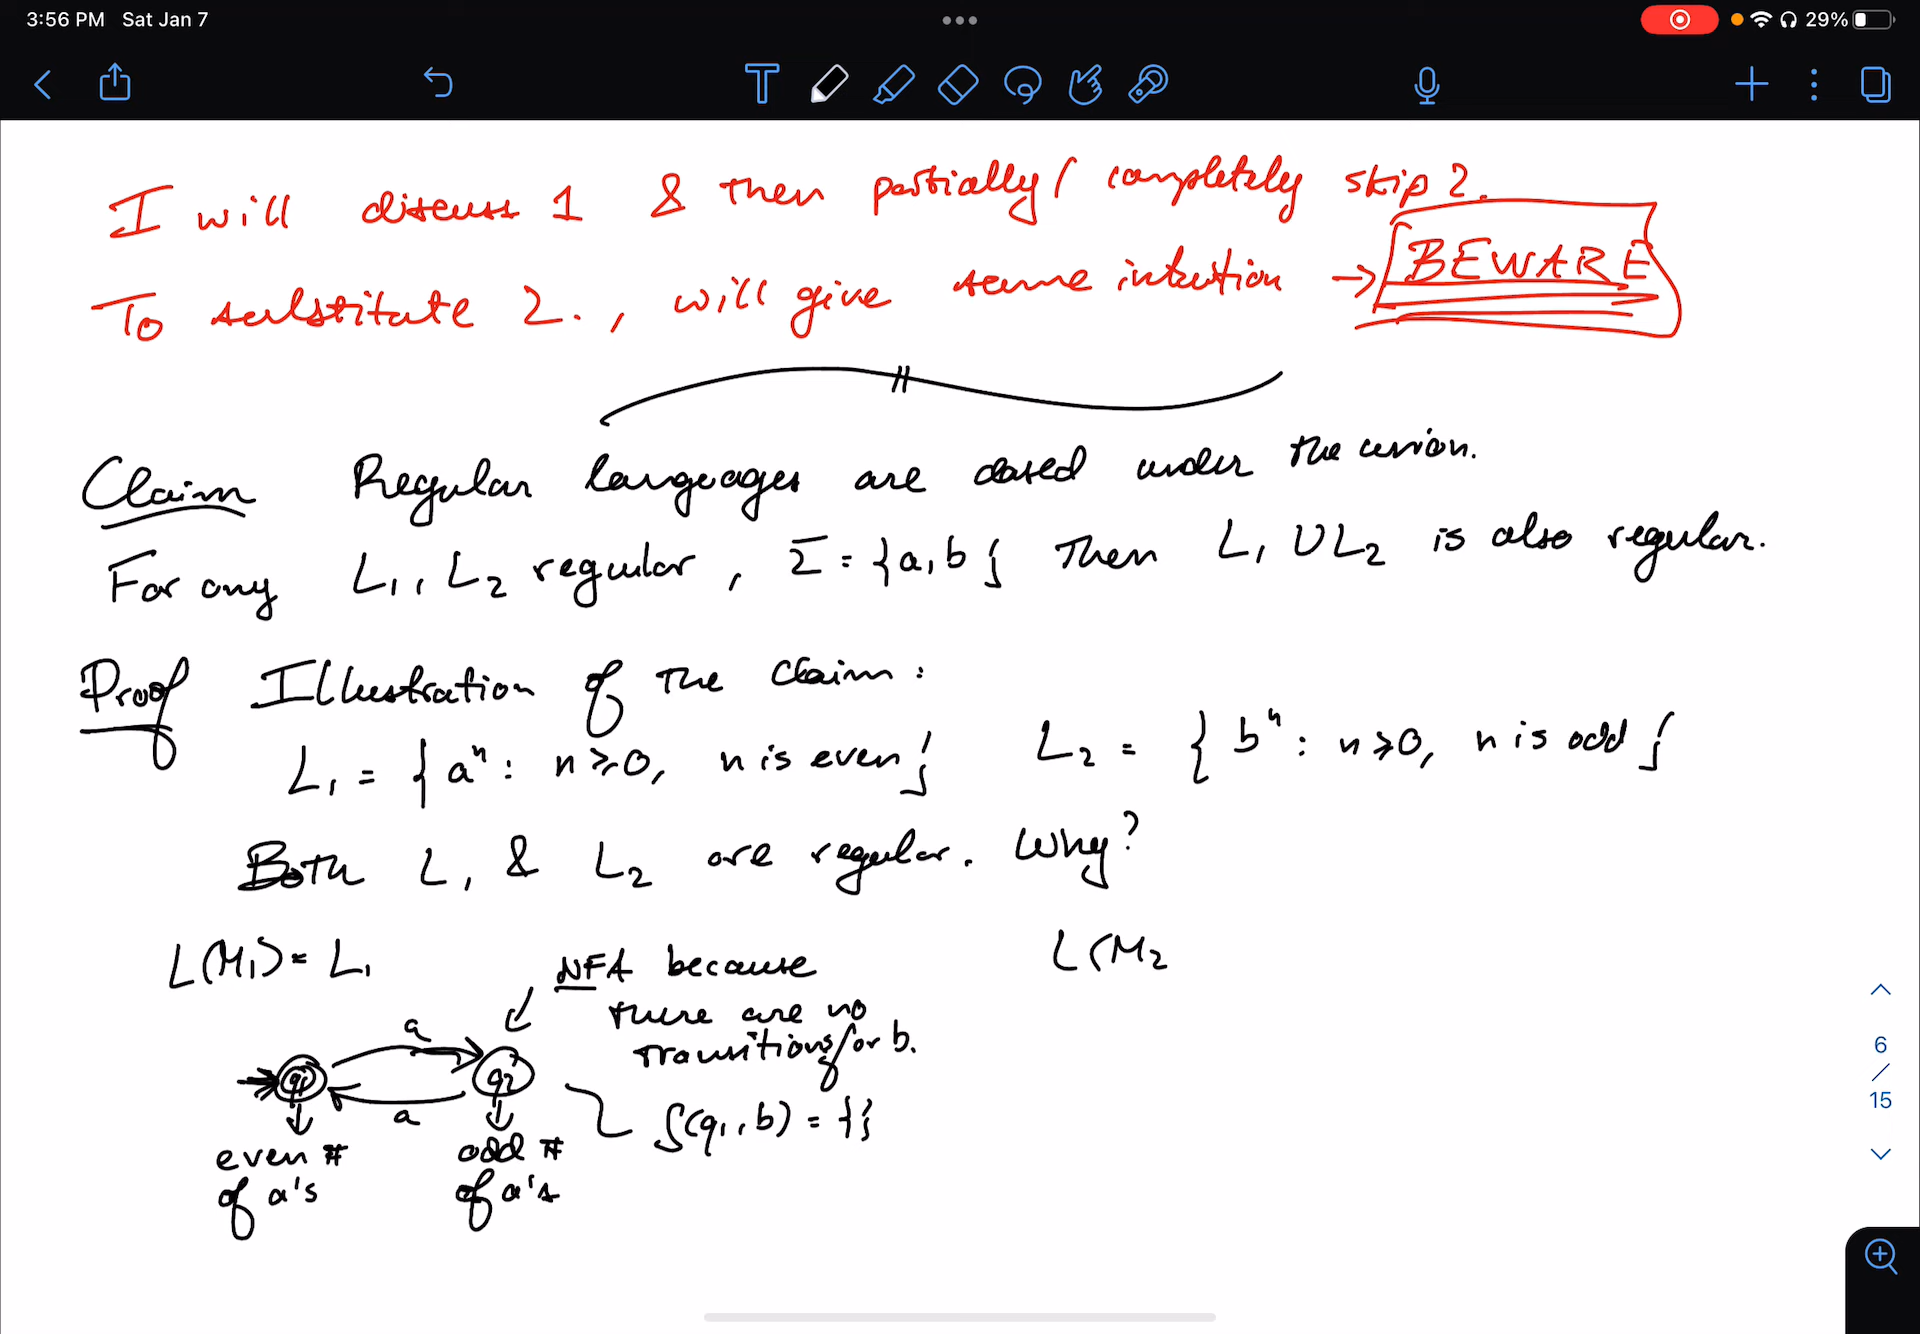 3:56 PM Sat Jan 7
29%
I will discuss 1 & then partially / completely skip 2.
To substitute 2., will give some intuition → BEWARE
Claim Regular languages are closed under the union.
For any L₁, L₂ regular, Σ = {a, b} Then L₁ ∪ L₂ is also regular.
Proof Illustration of the Claim:
L₁ = {aⁿ : n ≥ 0, n is even} L₂ = {bⁿ : n ≥ 0, n is odd}
Both L₁ & L₂ are regular. Why?
L(M₁) = L₁
NFA because
there are no
transitions for b.
L(M₂
a
q₁
q₂
a
δ(q₁, b) = {}
even #
of a's
odd #
of a's
6
/
15